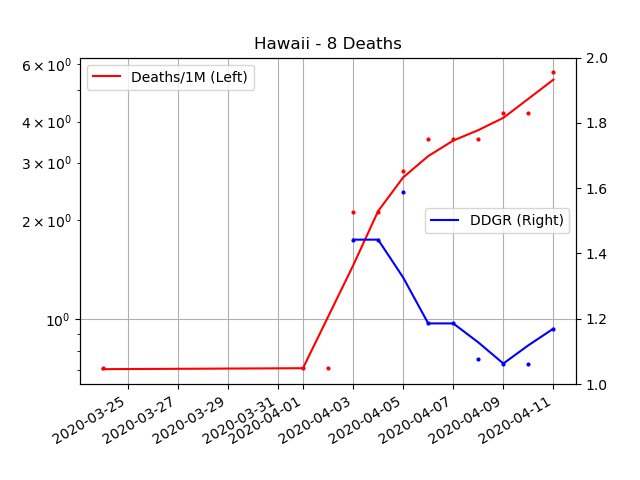 Hawaii - 8 Deaths
Deaths/1M (Left)
DDGR (Right)
6 × 10⁰
4 × 10⁰
3 × 10⁰
2 × 10⁰
10⁰
2.0
1.8
1.6
1.4
1.2
1.0
2020-03-25
2020-03-27
2020-03-29
2020-03-31
2020-04-01
2020-04-03
2020-04-05
2020-04-07
2020-04-09
2020-04-11